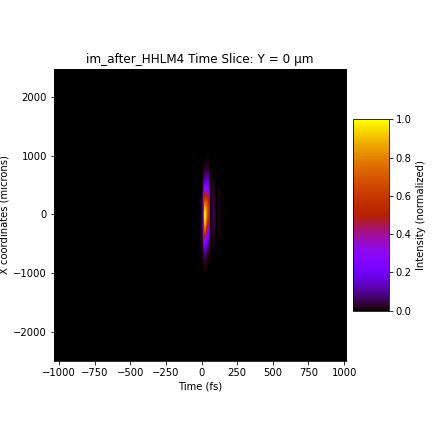 im_after_HHLM4 Time Slice: Y = 0 μm
2000
1000
0
−1000
−2000
X coordinates (microns)
−1000 −750 −500 −250 0 250 500 750 1000
Time (fs)
1.0
0.8
0.6
0.4
0.2
0.0
Intensity (normalized)